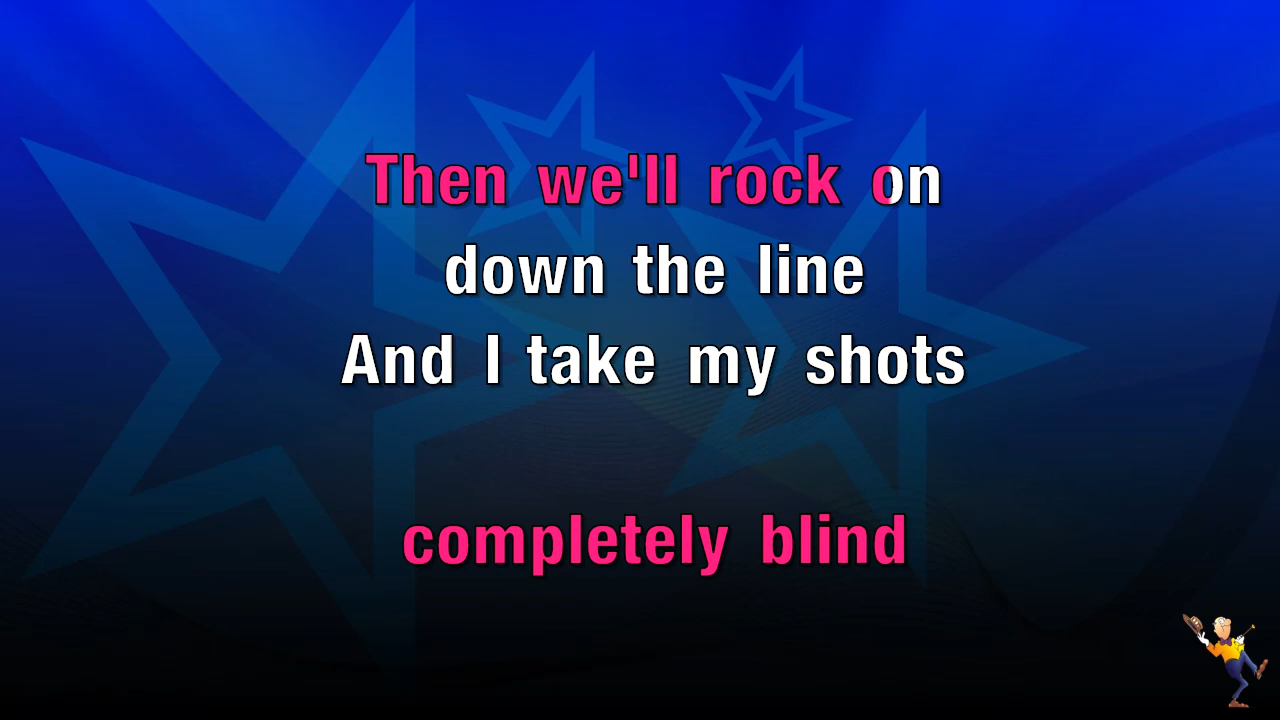 Then we'll rock on
down the line
And I take my shots
completely blind